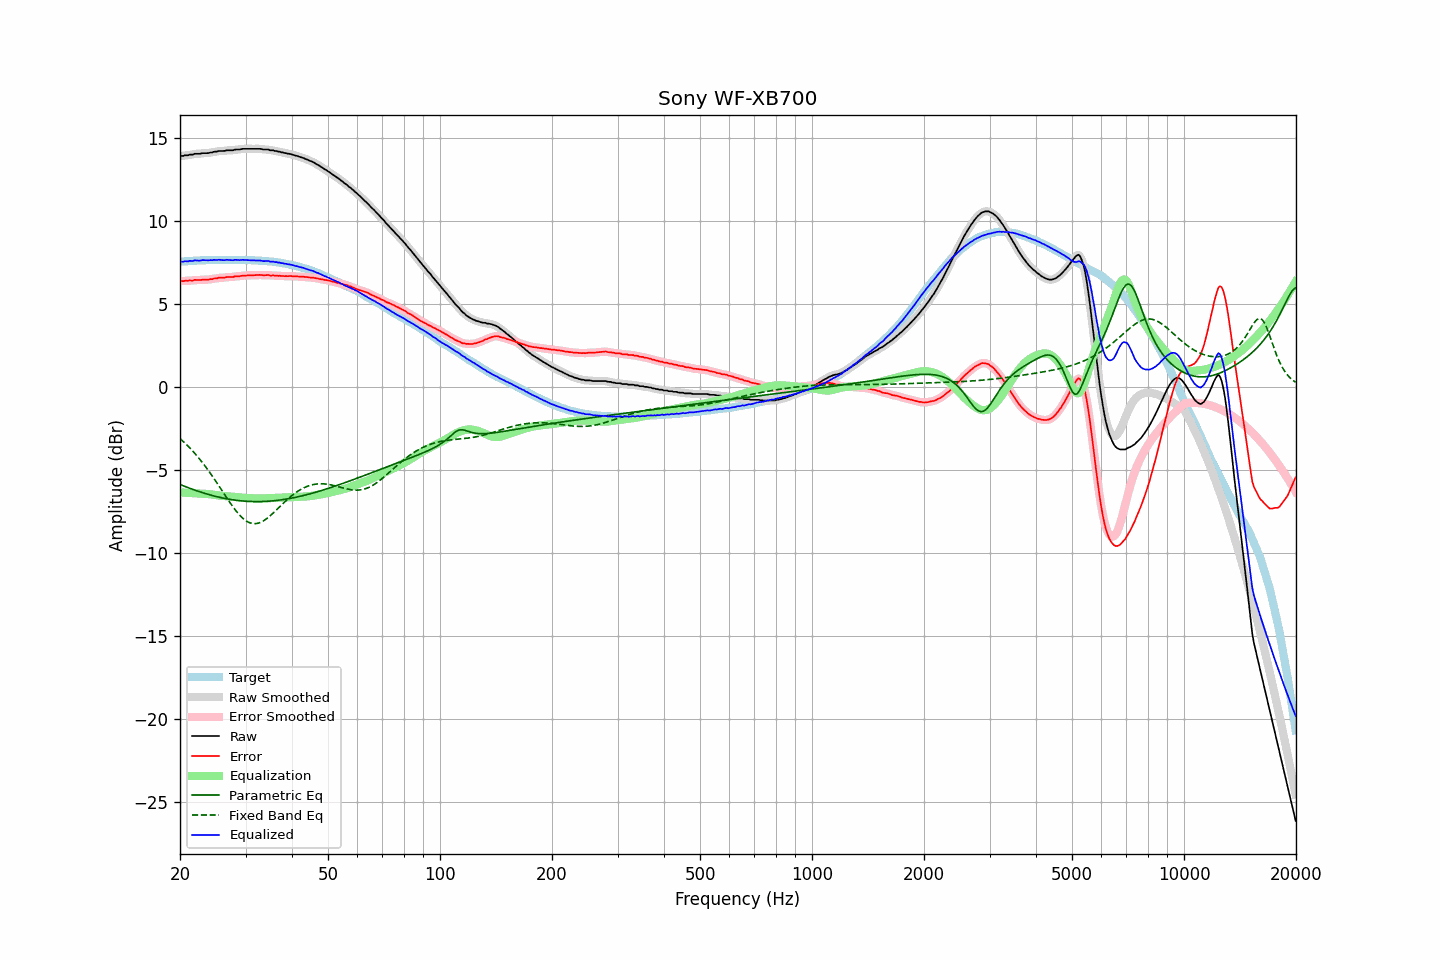 Sony WF-XB700
15
10
5
0
−5
−10
−15
−20
−25
Amplitude (dBr)
Target
Raw Smoothed
Error Smoothed
Raw
Error
Equalization
Parametric Eq
Fixed Band Eq
Equalized
20 50 100 200 500 1000 2000 5000 10000 20000
Frequency (Hz)